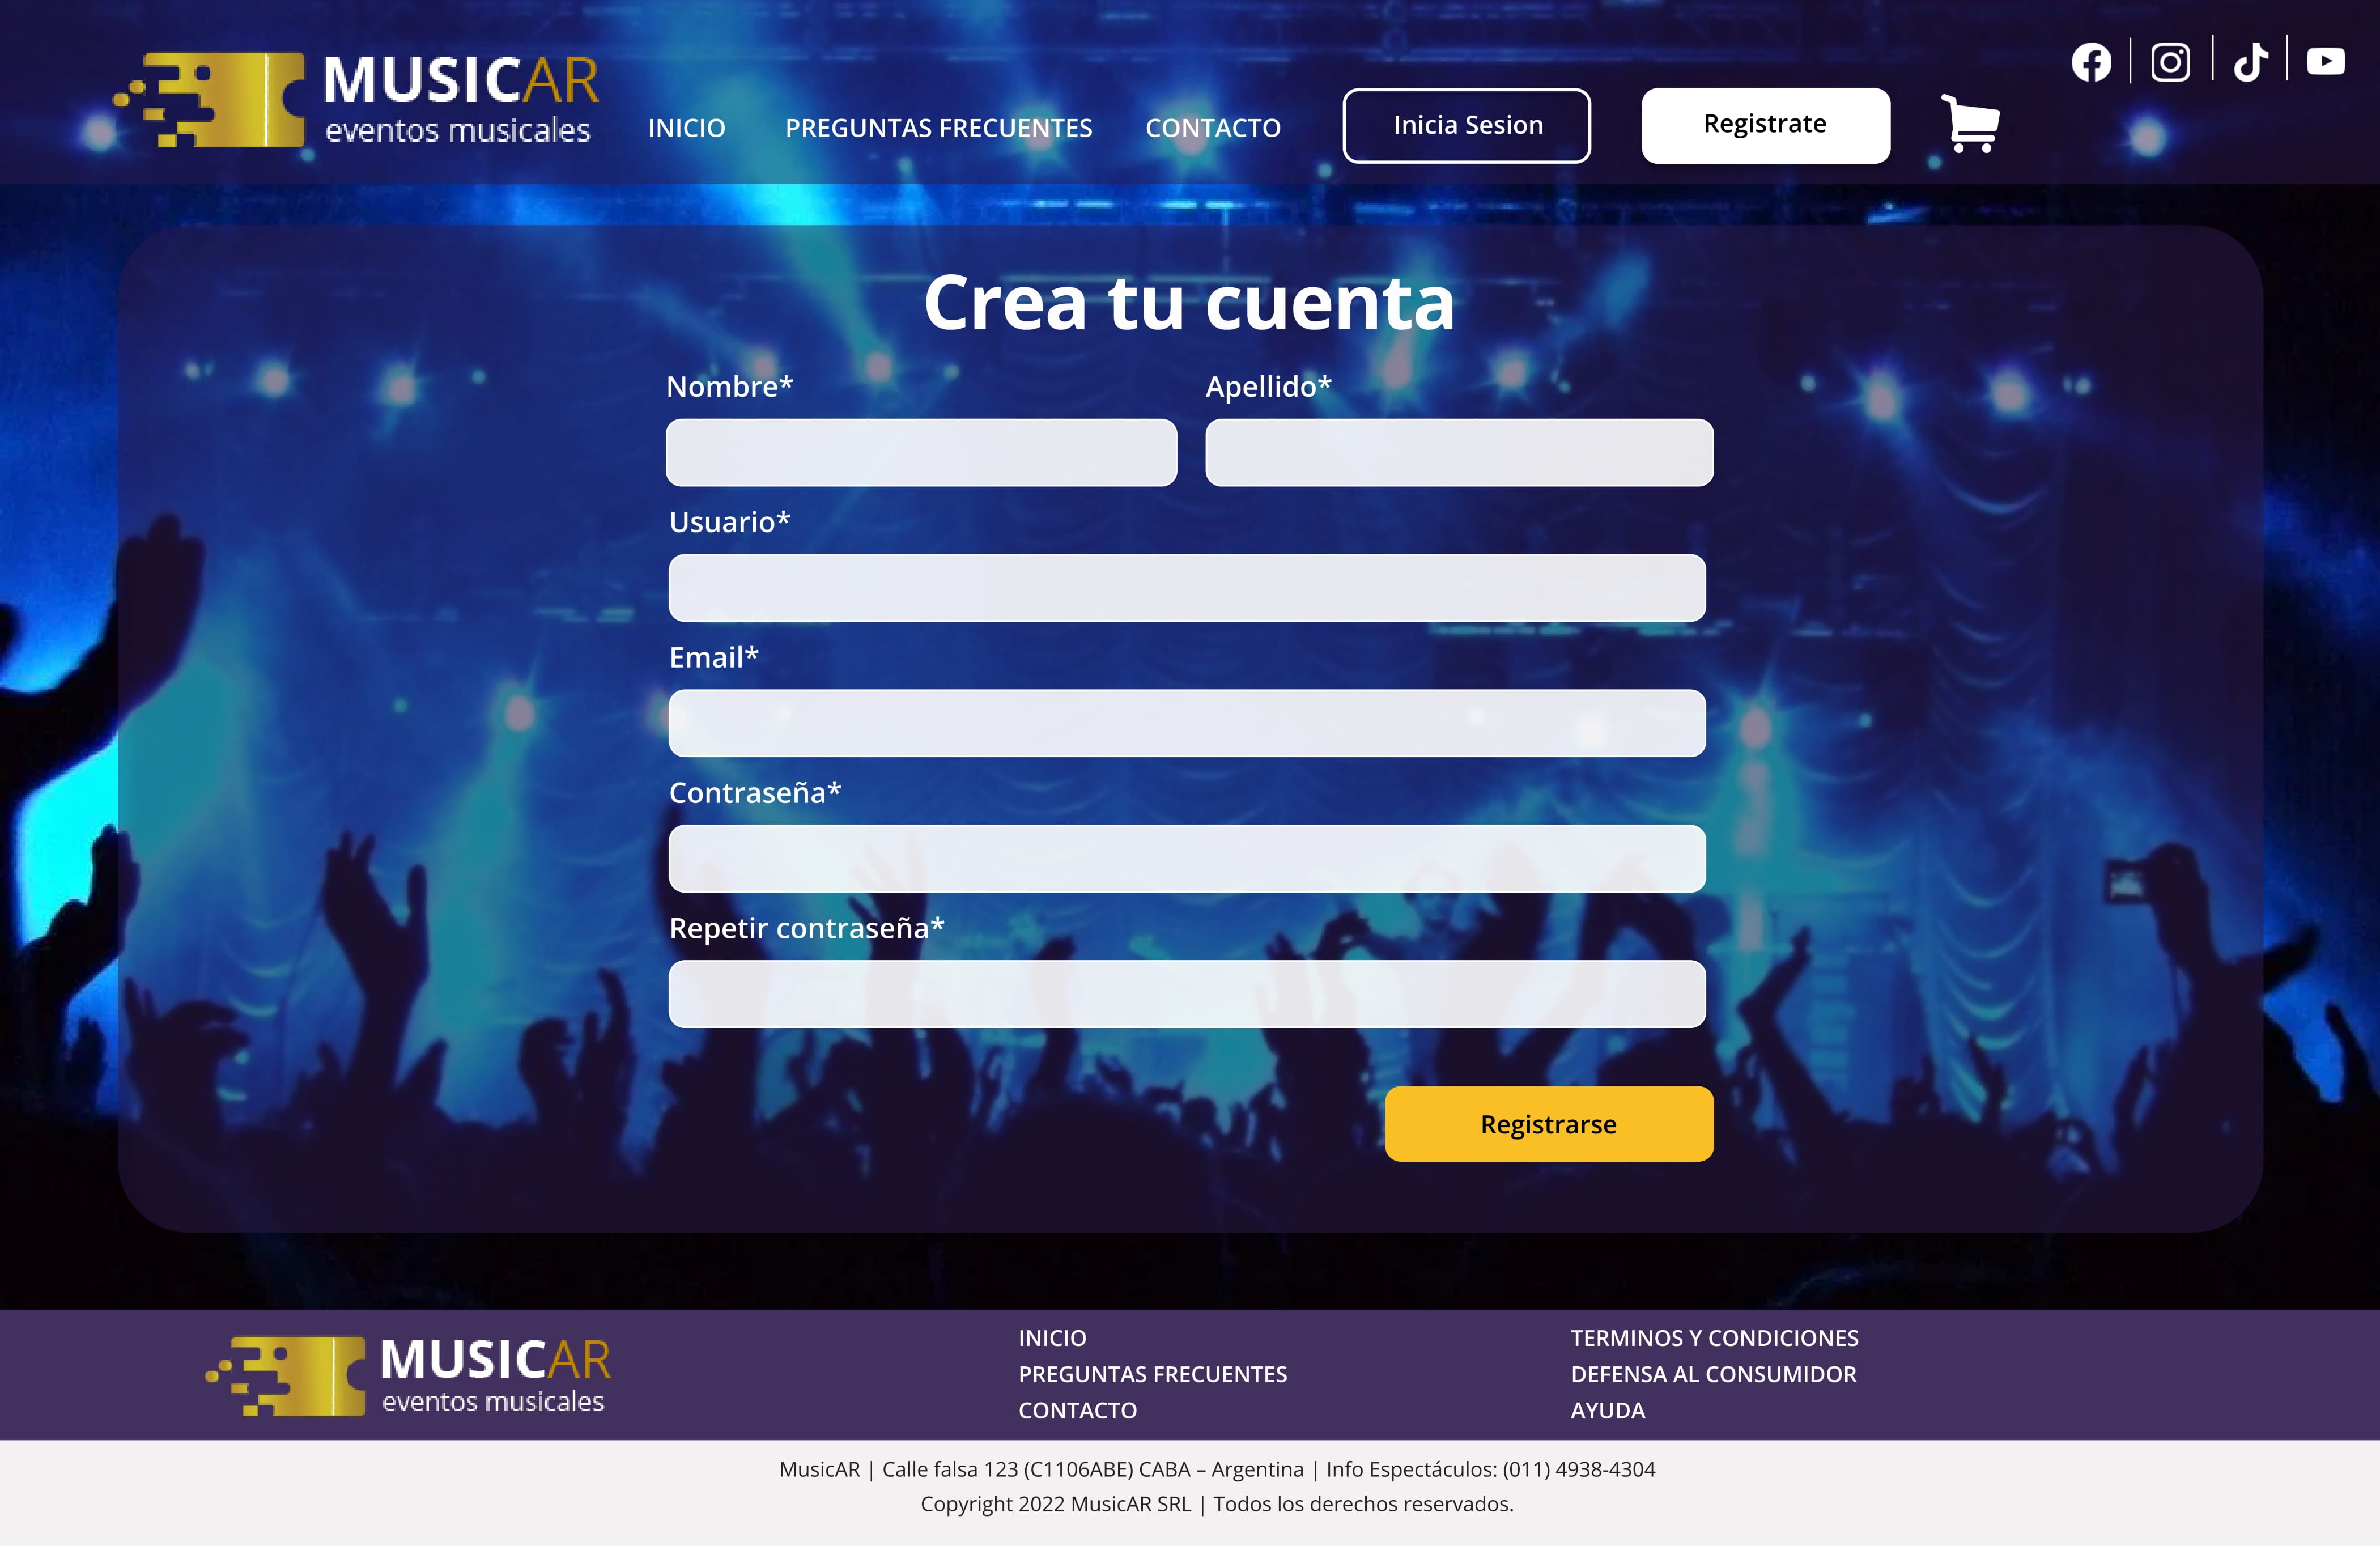 MUSICAR
eventos musicales
INICIO
PREGUNTAS FRECUENTES
CONTACTO
Inicia Sesion
Registrate
Crea tu cuenta
Nombre*
Apellido*
Usuario*
Email*
Contraseña*
Repetir contraseña*
Registrarse
MUSICAR
eventos musicales
INICIO
PREGUNTAS FRECUENTES
CONTACTO
TERMINOS Y CONDICIONES
DEFENSA AL CONSUMIDOR
AYUDA
MusicAR | Calle falsa 123 (C1106ABE) CABA – Argentina | Info Espectáculos: (011) 4938-4304
Copyright 2022 MusicAR SRL | Todos los derechos reservados.